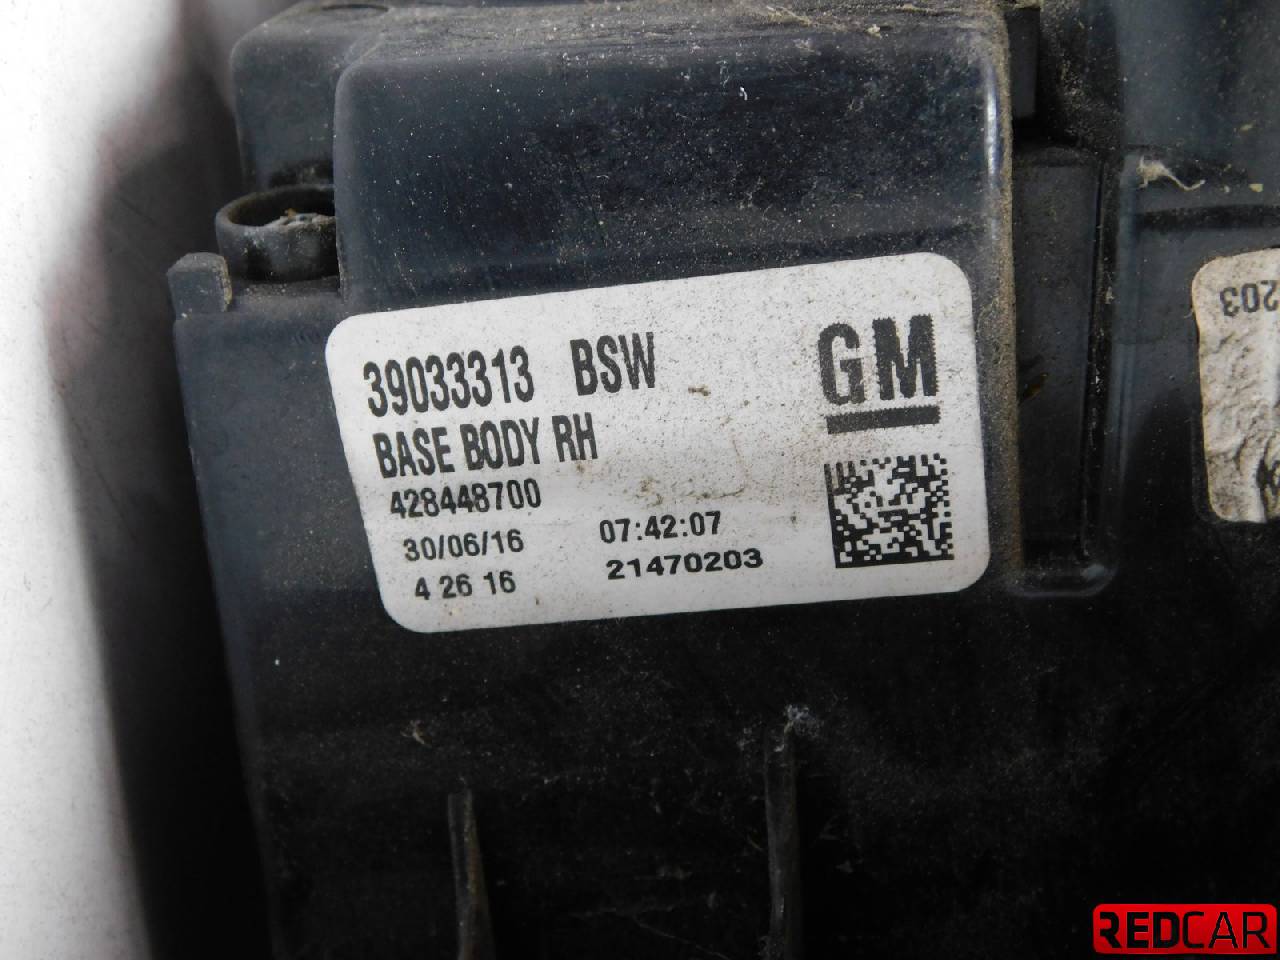 39033313 BSW
GM
BASE BODY RH
428448700
30/06/16 07:42:07
4 26 16 21470203
203
REDCAR